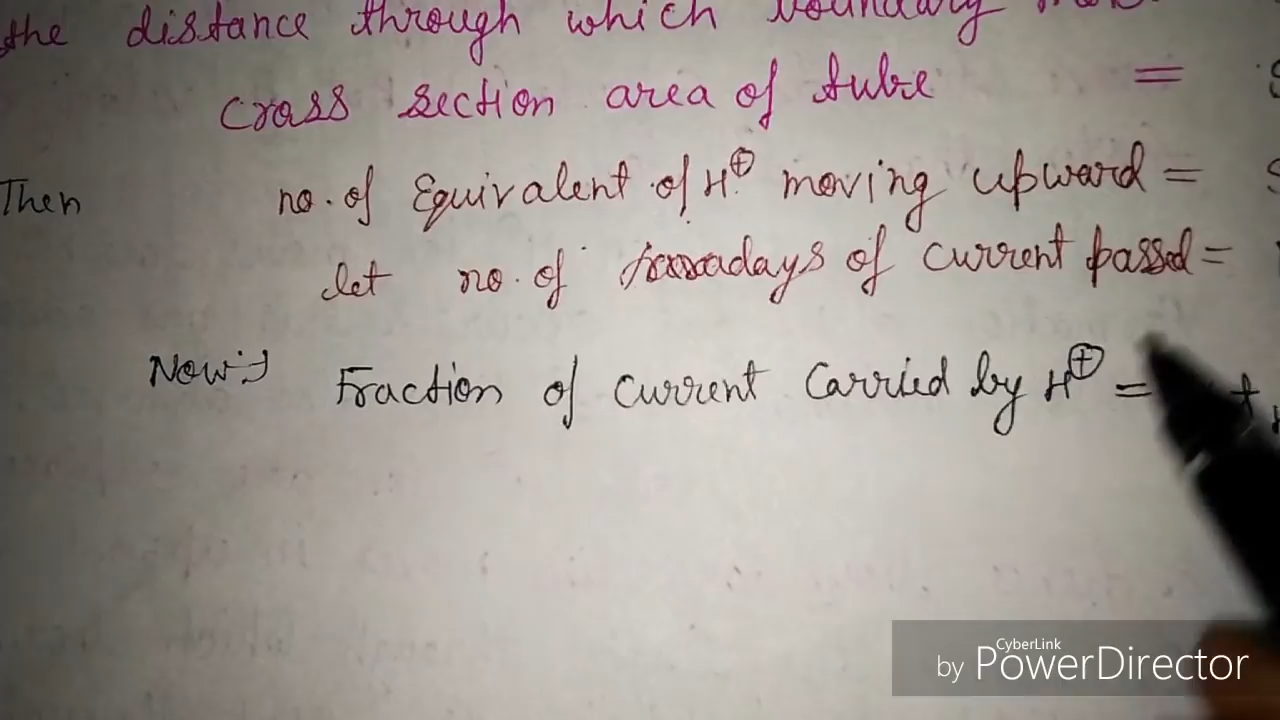 the distance through which boundary
cross section area of tube =
Then no. of Equivalent of H⊕ moving upward =
let no. of faradays of current passed =
Now:- Fraction of current carried by H⊕ = t
CyberLink
by PowerDirector